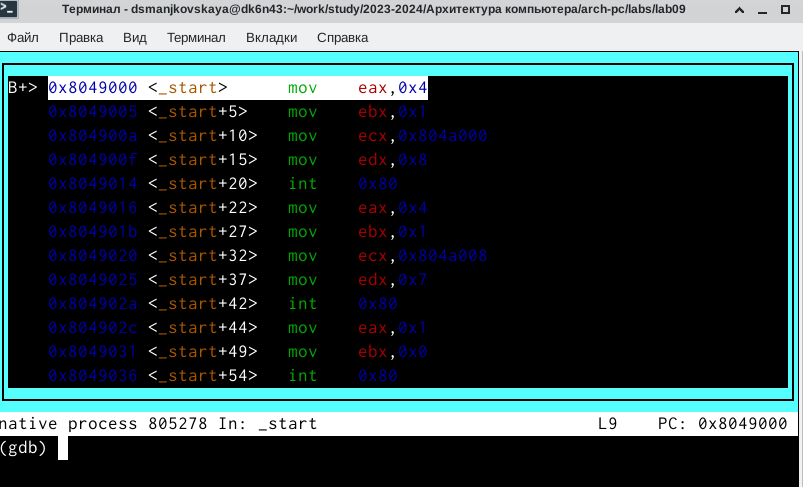 Терминал - dsmanjkovskaya@dk6n43:~/work/study/2023-2024/Архитектура компьютера/arch-pc/labs/lab09
Файл Правка Вид Терминал Вкладки Справка
B+> 0x8049000 <_start> mov eax,0x4
0x8049005 <_start+5> mov ebx,0x1
0x804900a <_start+10> mov ecx,0x804a000
0x804900f <_start+15> mov edx,0x8
0x8049014 <_start+20> int 0x80
0x8049016 <_start+22> mov eax,0x4
0x804901b <_start+27> mov ebx,0x1
0x8049020 <_start+32> mov ecx,0x804a008
0x8049025 <_start+37> mov edx,0x7
0x804902a <_start+42> int 0x80
0x804902c <_start+44> mov eax,0x1
0x8049031 <_start+49> mov ebx,0x0
0x8049036 <_start+54> int 0x80
native process 805278 In: _start L9 PC: 0x8049000
(gdb)